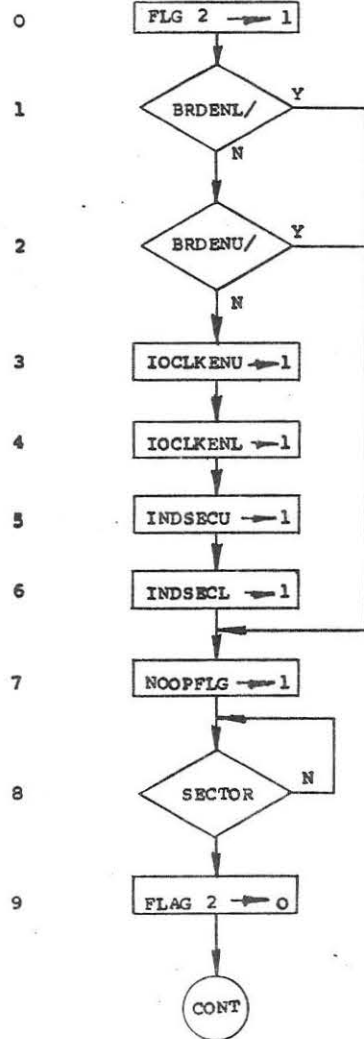 0 FLG 2 → 1
1 BRDENL/ Y
N
2 BRDENU/ Y
N
3 IOCLKENU → 1
4 IOCLKENL → 1
5 INDSECU → 1
6 INDSECL → 1
7 NOOPFLG → 1
8 SECTOR N
9 FLAG 2 → 0
CONT